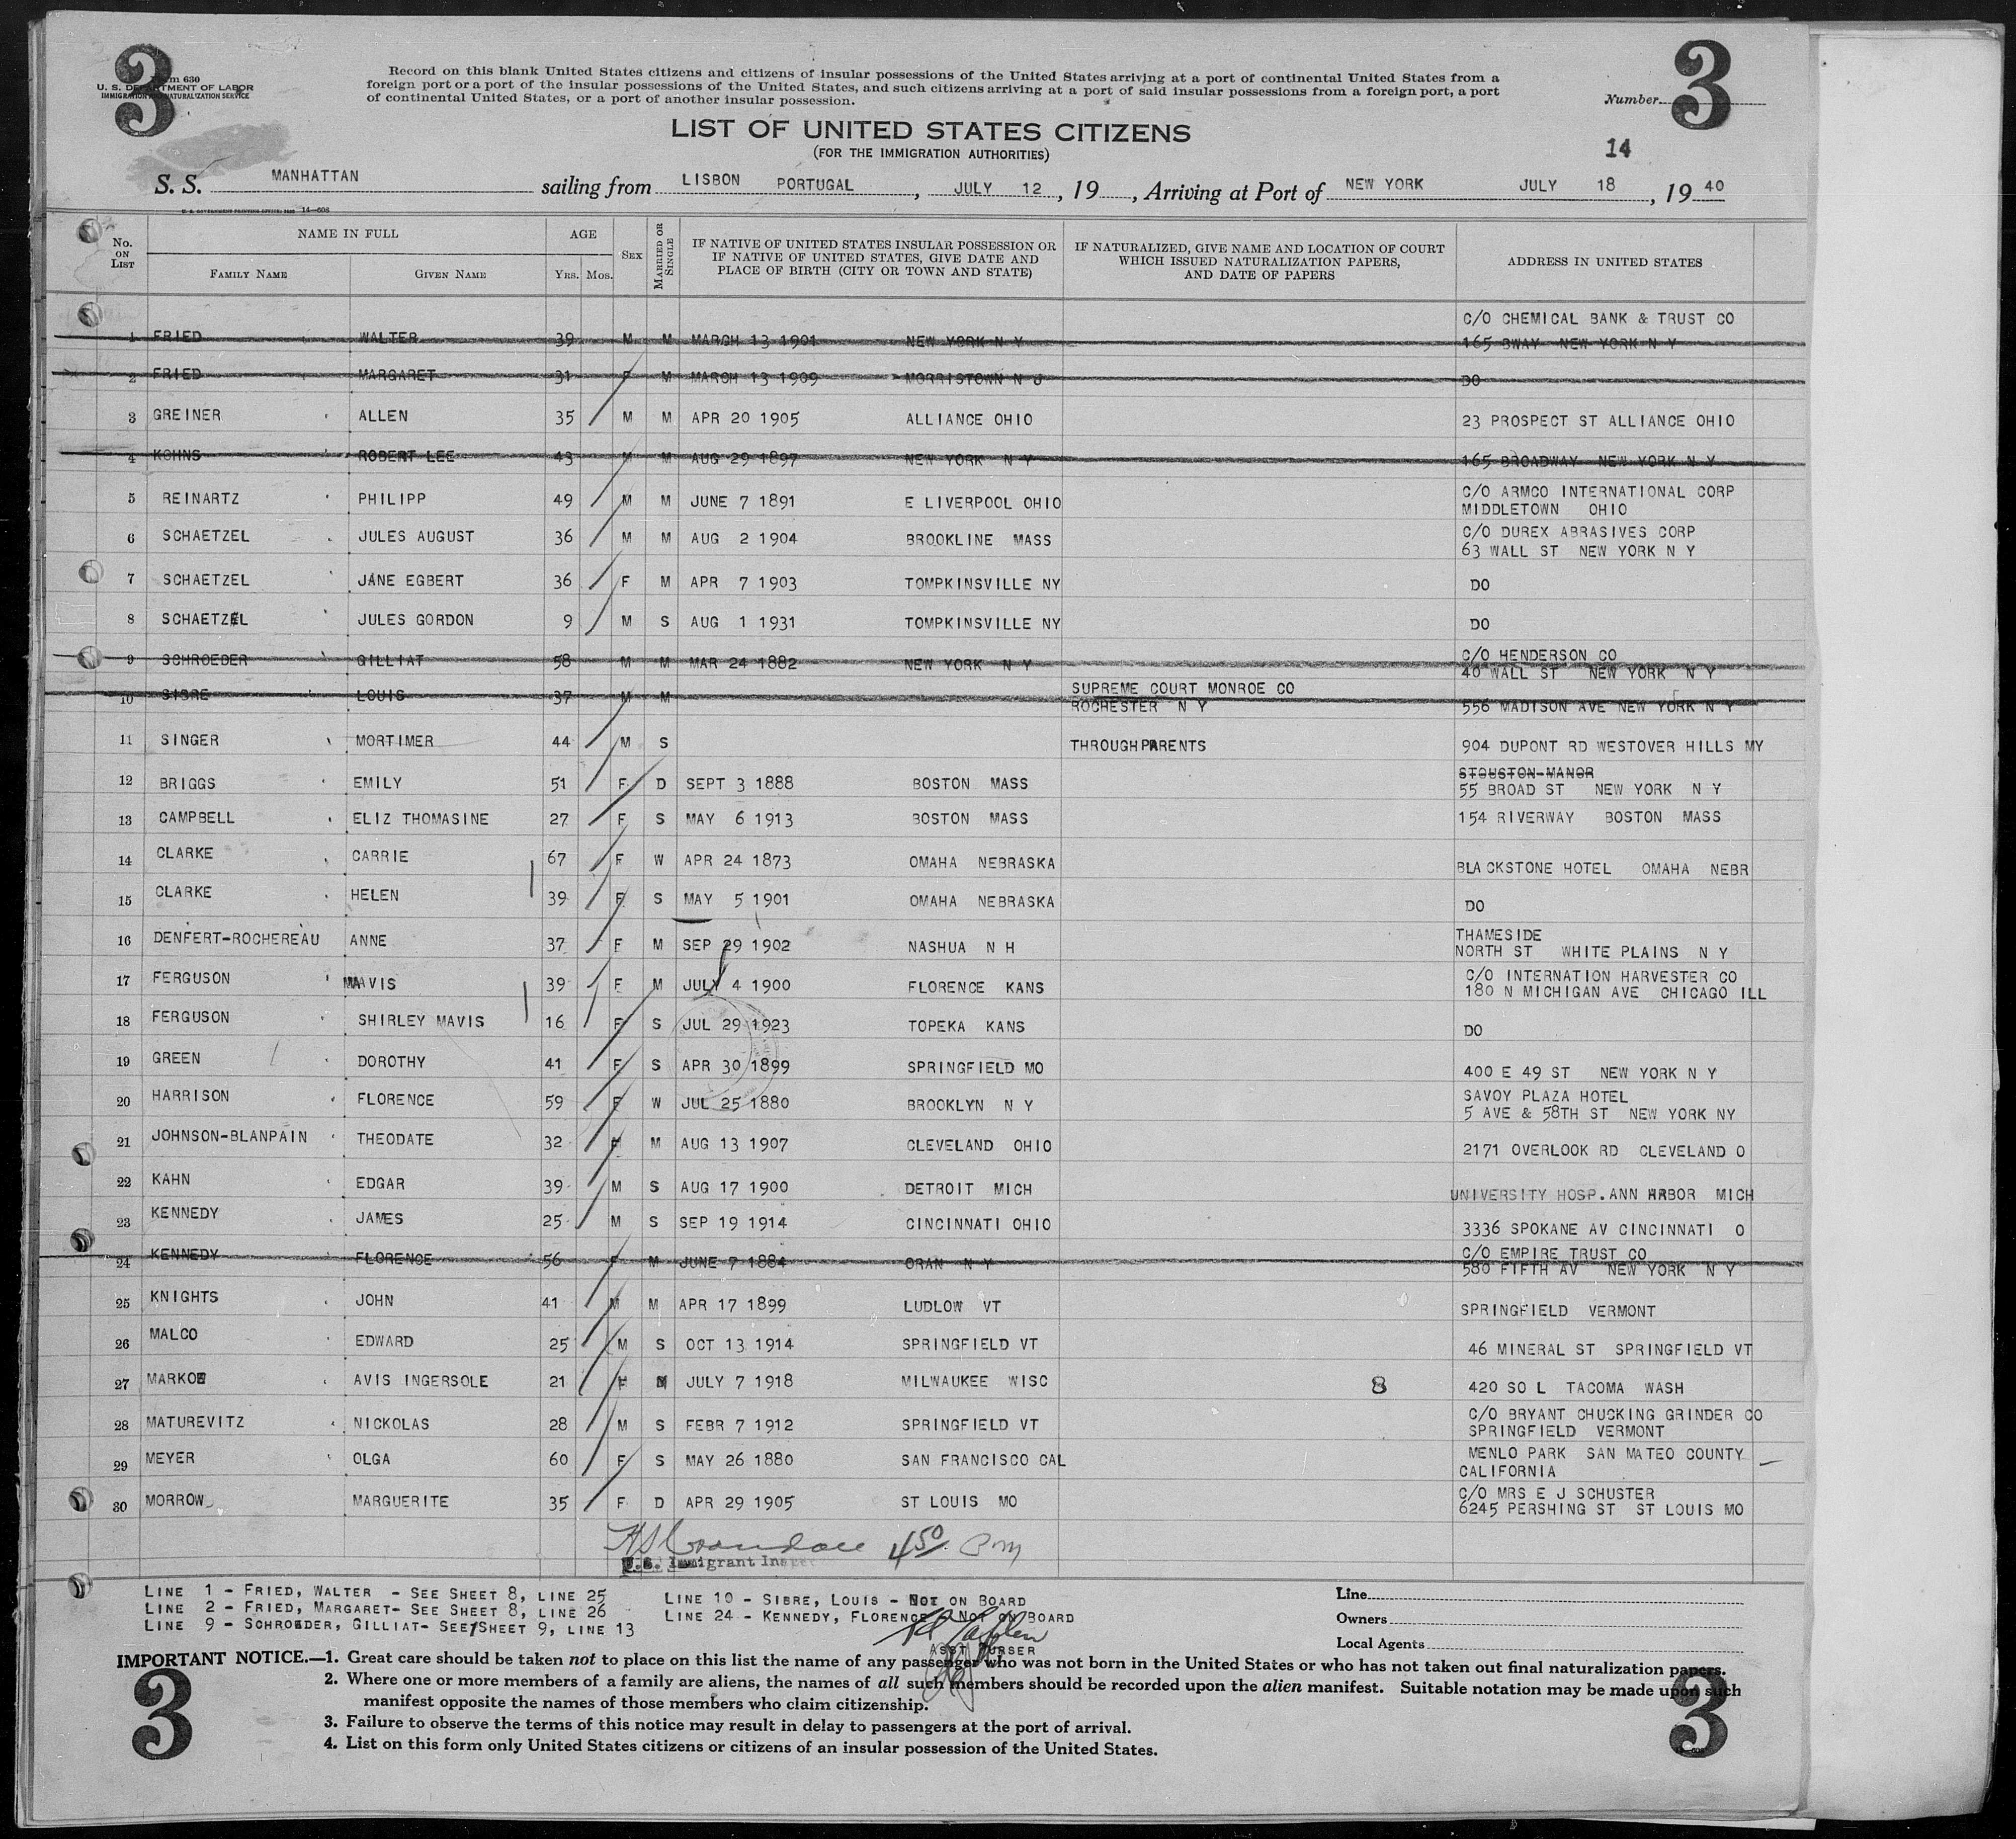 3
3
Form 630
U. S. DEPARTMENT OF LABOR
IMMIGRATION AND NATURALIZATION SERVICE
Record on this blank United States citizens and citizens of insular possessions of the United States arriving at a port of continental United States from a
foreign port or a port of the insular possessions of the United States, and such citizens arriving at a port of said insular possessions from a foreign port, a port
of continental United States, or a port of another insular possession.
Number
LIST OF UNITED STATES CITIZENS
(FOR THE IMMIGRATION AUTHORITIES)
14
S. S. MANHATTAN sailing from LISBON PORTUGAL, JULY 12, 19 , Arriving at Port of NEW YORK JULY 18, 19 40
U. S. GOVERNMENT PRINTING OFFICE 14—608
No. ON LIST NAME IN FULL AGE SEX MARRIED OR SINGLE IF NATIVE OF UNITED STATES INSULAR POSSESSION OR IF NATIVE OF UNITED STATES, GIVE DATE AND PLACE OF BIRTH (CITY OR TOWN AND STATE) IF NATURALIZED, GIVE NAME AND LOCATION OF COURT WHICH ISSUED NATURALIZATION PAPERS, AND DATE OF PAPERS ADDRESS IN UNITED STATES
FAMILY NAME GIVEN NAME YRS. MOS.
C/O CHEMICAL BANK & TRUST CO
1 FRIED WALTER 39 M M MARCH 13 1901 NEW YORK N Y 165 BWAY NEW YORK N Y
2 FRIED MARGARET 31 F M MARCH 13 1909 MORRISTOWN N J DO
3 GREINER ALLEN 35 M M APR 20 1905 ALLIANCE OHIO 23 PROSPECT ST ALLIANCE OHIO
4 KOHNS ROBERT LEE 43 M M AUG 29 1897 NEW YORK N Y 165 BROADWAY NEW YORK N Y
5 REINARTZ PHILIPP 49 M M JUNE 7 1891 E LIVERPOOL OHIO C/O ARMCO INTERNATIONAL CORP
MIDDLETOWN OHIO
6 SCHAETZEL JULES AUGUST 36 M M AUG 2 1904 BROOKLINE MASS C/O DUREX ABRASIVES CORP
63 WALL ST NEW YORK N Y
7 SCHAETZEL JANE EGBERT 36 F M APR 7 1903 TOMPKINSVILLE NY DO
8 SCHAETZEL JULES GORDON 9 M S AUG 1 1931 TOMPKINSVILLE NY DO
9 SCHROEDER GILLIAT 58 M M MAR 24 1882 NEW YORK N Y C/O HENDERSON CO
40 WALL ST NEW YORK N Y
10 SIBRE LOUIS 37 M M SUPREME COURT MONROE CO
ROCHESTER N Y 556 MADISON AVE NEW YORK N Y
11 SINGER MORTIMER 44 M S THROUGH PARENTS 904 DUPONT RD WESTOVER HILLS MY
STOUSTON-MANOR
12 BRIGGS EMILY 51 F D SEPT 3 1888 BOSTON MASS 55 BROAD ST NEW YORK N Y
13 CAMPBELL ELIZ THOMASINE 27 F S MAY 6 1913 BOSTON MASS 154 RIVERWAY BOSTON MASS
14 CLARKE CARRIE 67 F W APR 24 1873 OMAHA NEBRASKA BLACKSTONE HOTEL OMAHA NEBR
15 CLARKE HELEN 39 F S MAY 5 1901 OMAHA NEBRASKA DO
16 DENFERT-ROCHEREAU ANNE 37 F M SEP 29 1902 NASHUA N H THAMESIDE
NORTH ST WHITE PLAINS N Y
17 FERGUSON MAVIS 39 F M JULY 4 1900 FLORENCE KANS C/O INTERNATION HARVESTER CO
180 N MICHIGAN AVE CHICAGO ILL
18 FERGUSON SHIRLEY MAVIS 16 F S JUL 29 1923 TOPEKA KANS DO
19 GREEN DOROTHY 41 F S APR 30 1899 SPRINGFIELD MO 400 E 49 ST NEW YORK N Y
20 HARRISON FLORENCE 59 F W JUL 25 1880 BROOKLYN N Y SAVOY PLAZA HOTEL
5 AVE & 58TH ST NEW YORK NY
21 JOHNSON-BLANPAIN THEODATE 32 F M AUG 13 1907 CLEVELAND OHIO 2171 OVERLOOK RD CLEVELAND O
22 KAHN EDGAR 39 M S AUG 17 1900 DETROIT MICH UNIVERSITY HOSP. ANN ARBOR MICH
23 KENNEDY JAMES 25 M S SEP 19 1914 CINCINNATI OHIO 3336 SPOKANE AV CINCINNATI O
24 KENNEDY FLORENCE 56 F M JUNE 7 1884 ORAN N Y C/O EMPIRE TRUST CO
580 FIFTH AV NEW YORK N Y
25 KNIGHTS JOHN 41 M M APR 17 1899 LUDLOW VT SPRINGFIELD VERMONT
26 MALCO EDWARD 25 M S OCT 13 1914 SPRINGFIELD VT 46 MINERAL ST SPRINGFIELD VT
27 MARKOE AVIS INGERSOLE 21 F M JULY 7 1918 MILWAUKEE WISC 8 420 SO L TACOMA WASH
28 MATUREVITZ NICKOLAS 28 M S FEBR 7 1912 SPRINGFIELD VT C/O BRYANT CHUCKING GRINDER CO
SPRINGFIELD VERMONT
29 MEYER OLGA 60 F S MAY 26 1880 SAN FRANCISCO CAL MENLO PARK SAN MATEO COUNTY
CALIFORNIA
30 MORROW MARGUERITE 35 F D APR 29 1905 ST LOUIS MO C/O MRS E J SCHUSTER
6245 PERSHING ST ST LOUIS MO
450
U.S. Immigrant
LINE 1 - FRIED, WALTER - SEE SHEET 8, LINE 25
LINE 2 - FRIED, MARGARET- SEE SHEET 8, LINE 26
LINE 9 - SCHROEDER, GILLIAT- SEE SHEET 9, LINE 13
LINE 10 - SIBRE, LOUIS - NOT ON BOARD
LINE 24 - KENNEDY, FLORENCE - NOT ON BOARD
ASST PURSER
Line
Owners
Local Agents
IMPORTANT NOTICE.—1. Great care should be taken not to place on this list the name of any passenger who was not born in the United States or who has not taken out final naturalization papers.
2. Where one or more members of a family are aliens, the names of all such members should be recorded upon the alien manifest. Suitable notation may be made upon such
manifest opposite the names of those members who claim citizenship.
3. Failure to observe the terms of this notice may result in delay to passengers at the port of arrival.
4. List on this form only United States citizens or citizens of an insular possession of the United States.
3
3